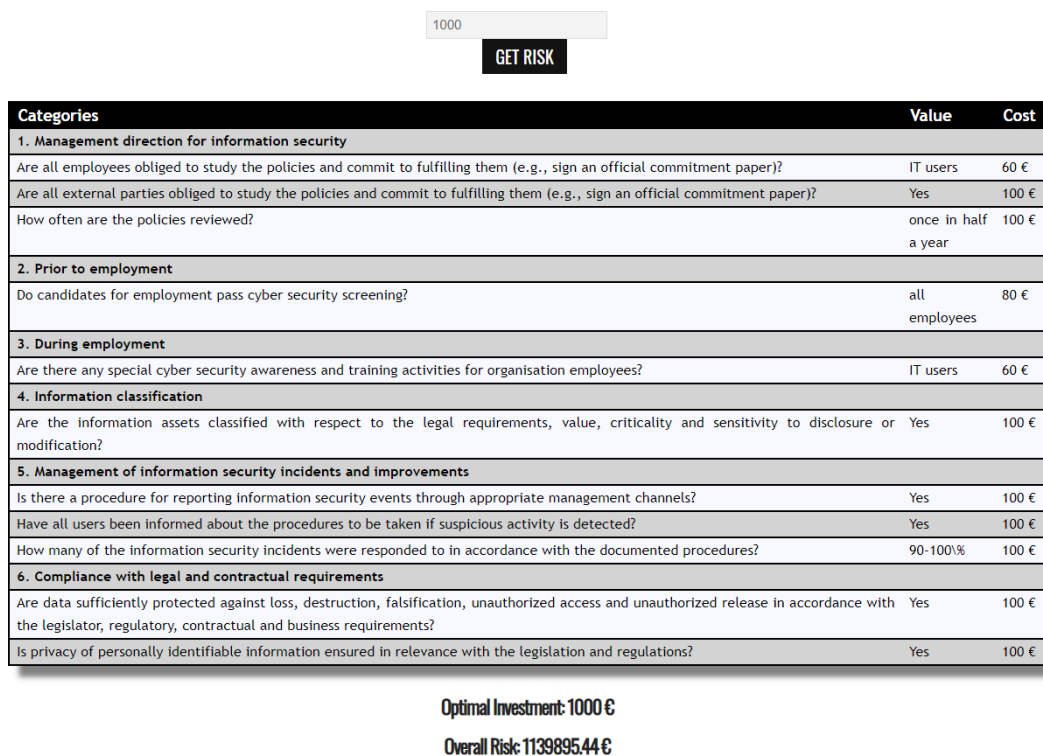 1000
GET RISK
Categories Value Cost
1. Management direction for information security
Are all employees obliged to study the policies and commit to fulfilling them (e.g., sign an official commitment paper)? IT users 60 €
Are all external parties obliged to study the policies and commit to fulfilling them (e.g., sign an official commitment paper)? Yes 100 €
How often are the policies reviewed? once in half 100 €
a year
2. Prior to employment
Do candidates for employment pass cyber security screening? all 80 €
employees
3. During employment
Are there any special cyber security awareness and training activities for organisation employees? IT users 60 €
4. Information classification
Are the information assets classified with respect to the legal requirements, value, criticality and sensitivity to disclosure or Yes 100 €
modification?
5. Management of information security incidents and improvements
Is there a procedure for reporting information security events through appropriate management channels? Yes 100 €
Have all users been informed about the procedures to be taken if suspicious activity is detected? Yes 100 €
How many of the information security incidents were responded to in accordance with the documented procedures? 90-100\% 100 €
6. Compliance with legal and contractual requirements
Are data sufficiently protected against loss, destruction, falsification, unauthorized access and unauthorized release in accordance with Yes 100 €
the legislator, regulatory, contractual and business requirements?
Is privacy of personally identifiable information ensured in relevance with the legislation and regulations? Yes 100 €
Optimal Investment: 1000 €
Overall Risk: 1139895.44 €